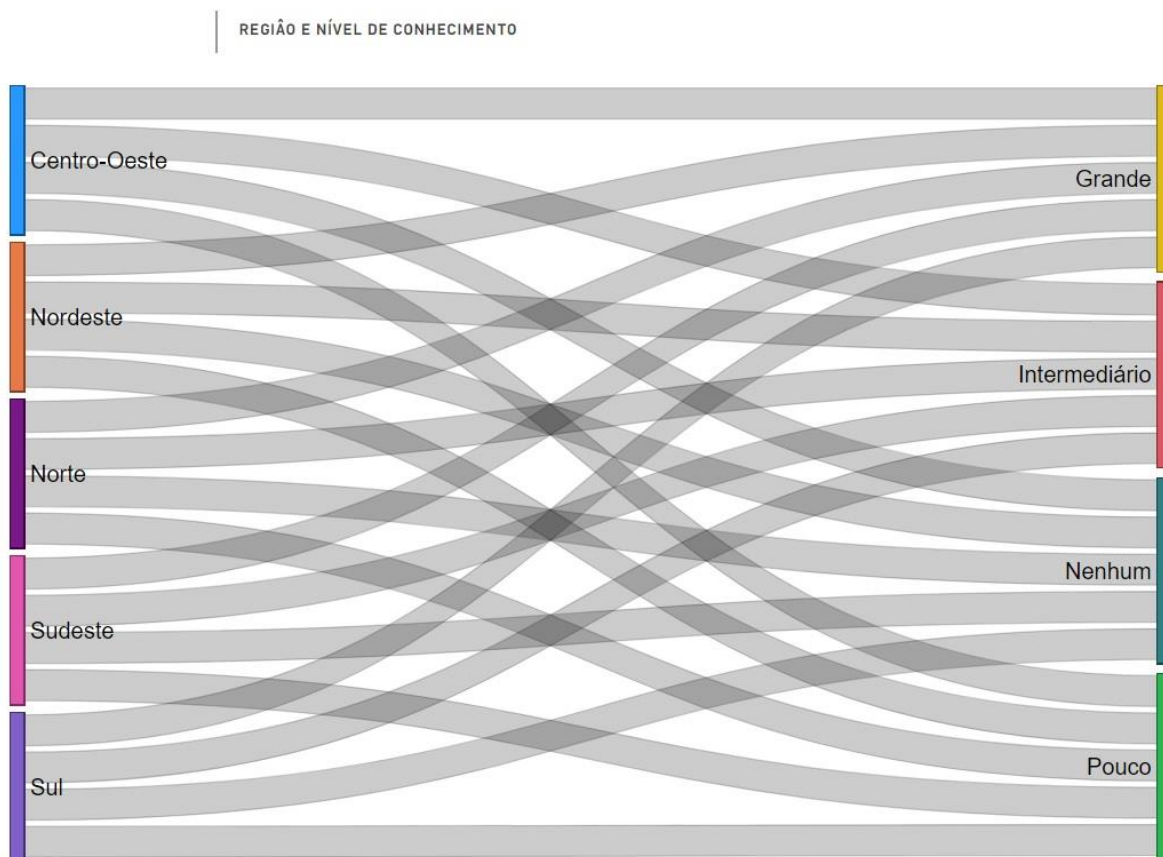 REGIÃO E NÍVEL DE CONHECIMENTO
Centro-Oeste
Nordeste
Norte
Sudeste
Sul
Grande
Intermediário
Nenhum
Pouco